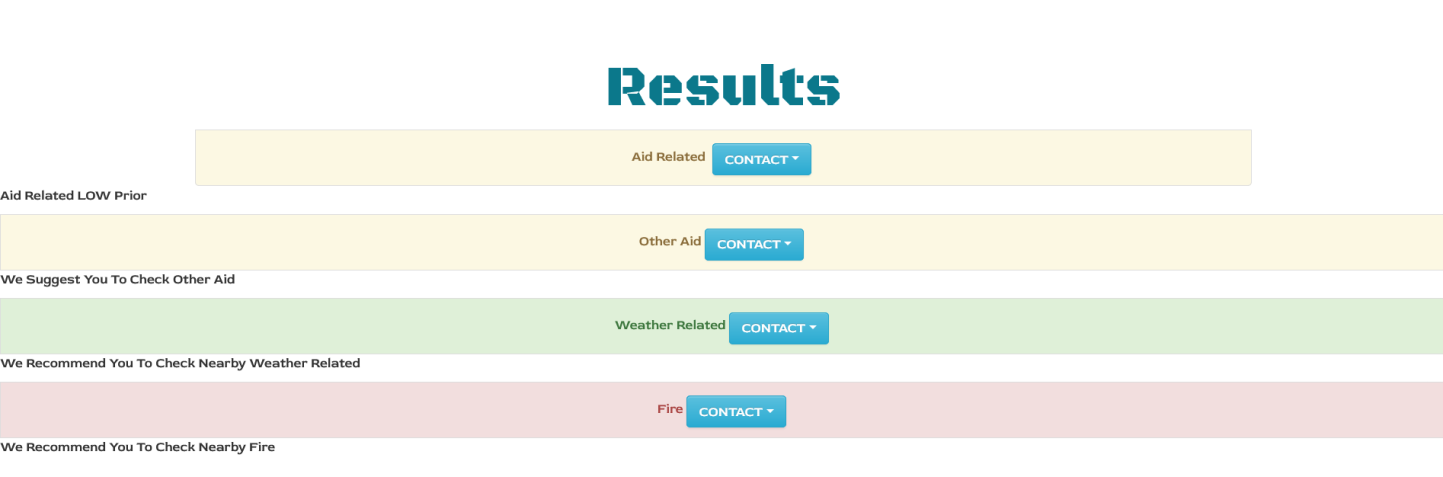 Results
Aid Related CONTACT
Aid Related LOW Prior
Other Aid CONTACT
We Suggest You To Check Other Aid
Weather Related CONTACT
We Recommend You To Check Nearby Weather Related
Fire CONTACT
We Recommend You To Check Nearby Fire